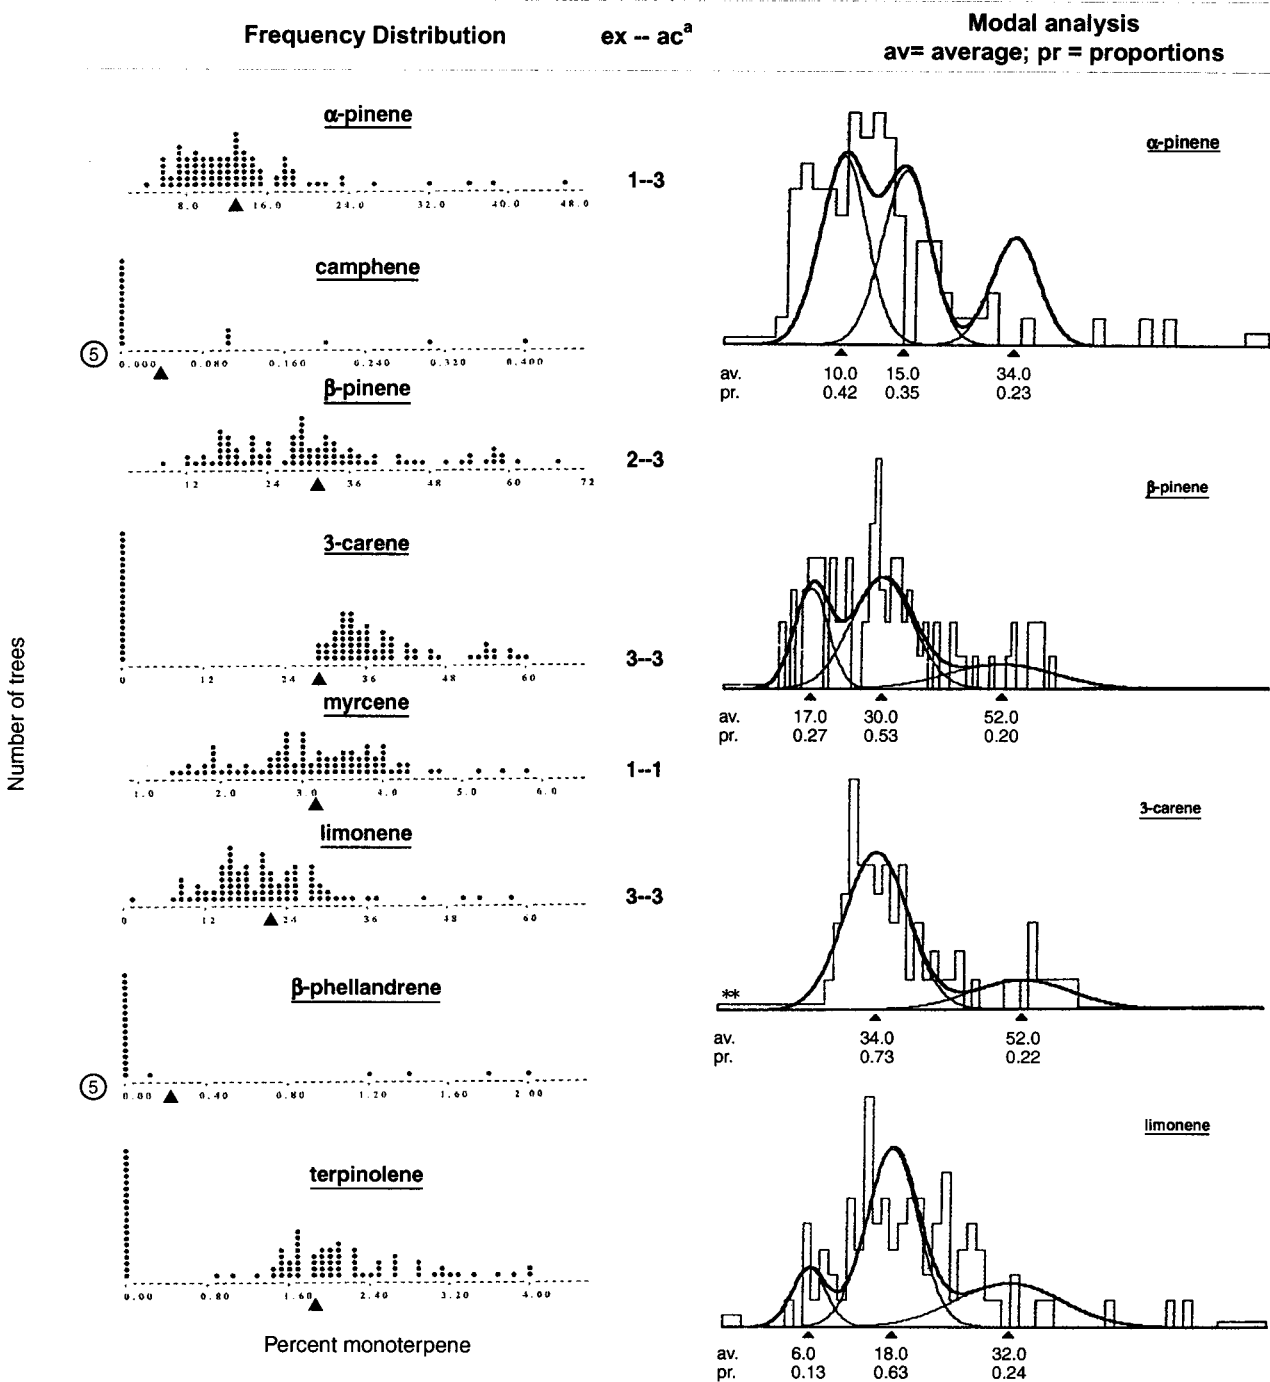 Frequency Distribution
ex -- acᵃ
Modal analysis
av= average; pr = proportions
α-pinene
8.0 16.0 24.0 32.0 40.0 48.0
1--3
camphene
5
0.000 0.080 0.160 0.240 0.320 0.400
β-pinene
12 24 36 48 60 72
2--3
3-carene
0 12 24 36 48 60
3--3
myrcene
1.0 2.0 3.0 4.0 5.0 6.0
1--1
limonene
0 12 24 36 48 60
3--3
β-phellandrene
5
0.00 0.40 0.80 1.20 1.60 2.00
terpinolene
0.00 0.80 1.60 2.40 3.20 4.00
Percent monoterpene
Number of trees
α-pinene
av. 10.0 15.0 34.0
pr. 0.42 0.35 0.23
β-pinene
av. 17.0 30.0 52.0
pr. 0.27 0.53 0.20
3-carene
**
av. 34.0 52.0
pr. 0.73 0.22
limonene
av. 6.0 18.0 32.0
pr. 0.13 0.63 0.24